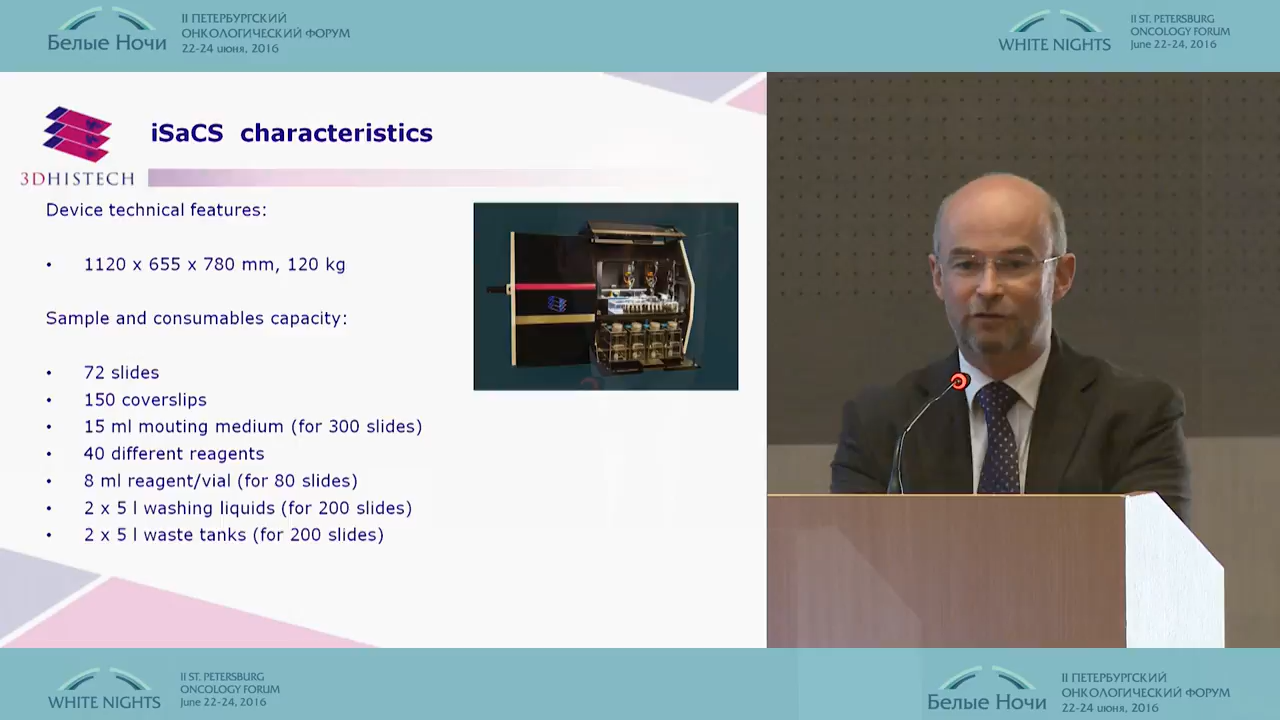 Белые Ночи
II ПЕТЕРБУРГСКИЙ
ОНКОЛОГИЧЕСКИЙ ФОРУМ
22-24 июня, 2016
WHITE NIGHTS
II ST. PETERSBURG
ONCOLOGY FORUM
June 22-24, 2016
3DHISTECH
iSaCS characteristics
Device technical features:
• 1120 x 655 x 780 mm, 120 kg
Sample and consumables capacity:
• 72 slides
• 150 coverslips
• 15 ml mouting medium (for 300 slides)
• 40 different reagents
• 8 ml reagent/vial (for 80 slides)
• 2 x 5 l washing liquids (for 200 slides)
• 2 x 5 l waste tanks (for 200 slides)
WHITE NIGHTS
II ST. PETERSBURG
ONCOLOGY FORUM
June 22-24, 2016
Белые Ночи
II ПЕТЕРБУРГСКИЙ
ОНКОЛОГИЧЕСКИЙ ФОРУМ
22-24 июня, 2016